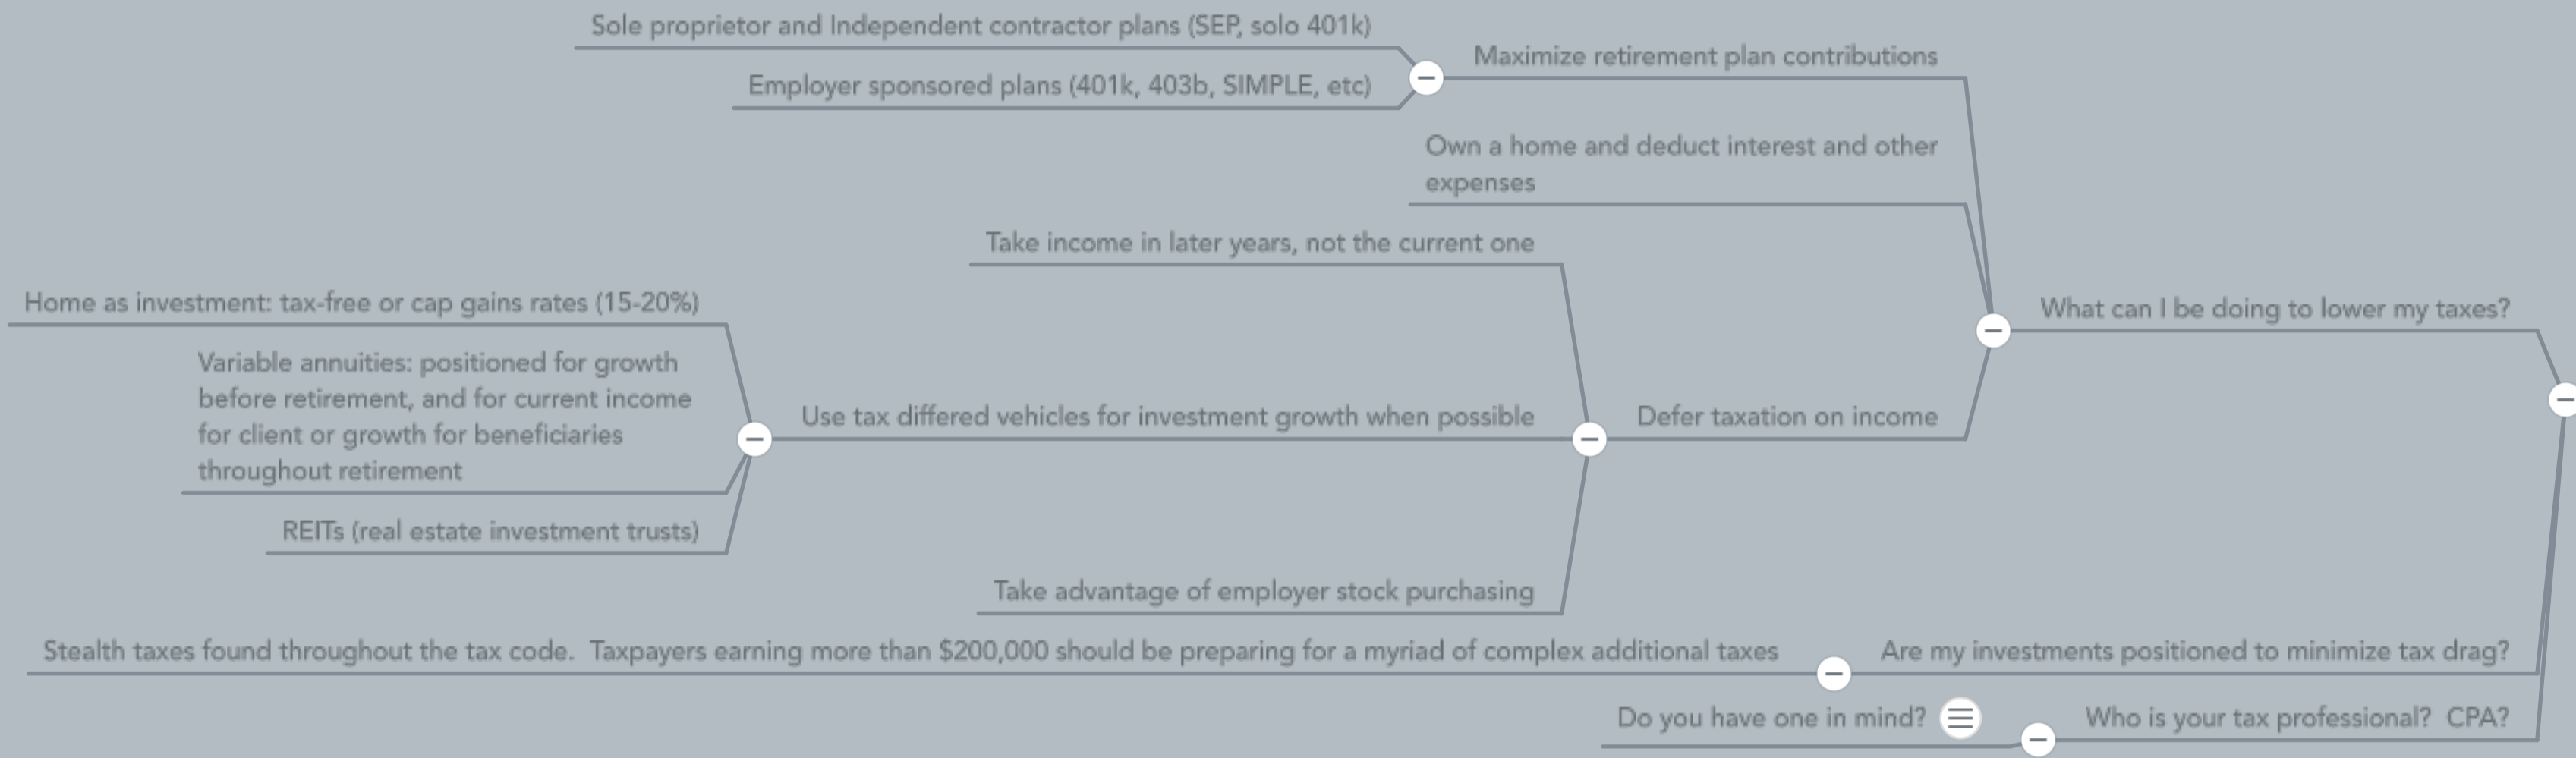 Sole proprietor and Independent contractor plans (SEP, solo 401k)
Maximize retirement plan contributions
Employer sponsored plans (401k, 403b, SIMPLE, etc)
Own a home and deduct interest and other
expenses
Take income in later years, not the current one
Home as investment: tax-free or cap gains rates (15-20%)
What can I be doing to lower my taxes?
Variable annuities: positioned for growth
before retirement, and for current income
for client or growth for beneficiaries
throughout retirement
Use tax differed vehicles for investment growth when possible
Defer taxation on income
REITs (real estate investment trusts)
Take advantage of employer stock purchasing
Stealth taxes found throughout the tax code.  Taxpayers earning more than $200,000 should be preparing for a myriad of complex additional taxes
Are my investments positioned to minimize tax drag?
Do you have one in mind?
Who is your tax professional?  CPA?